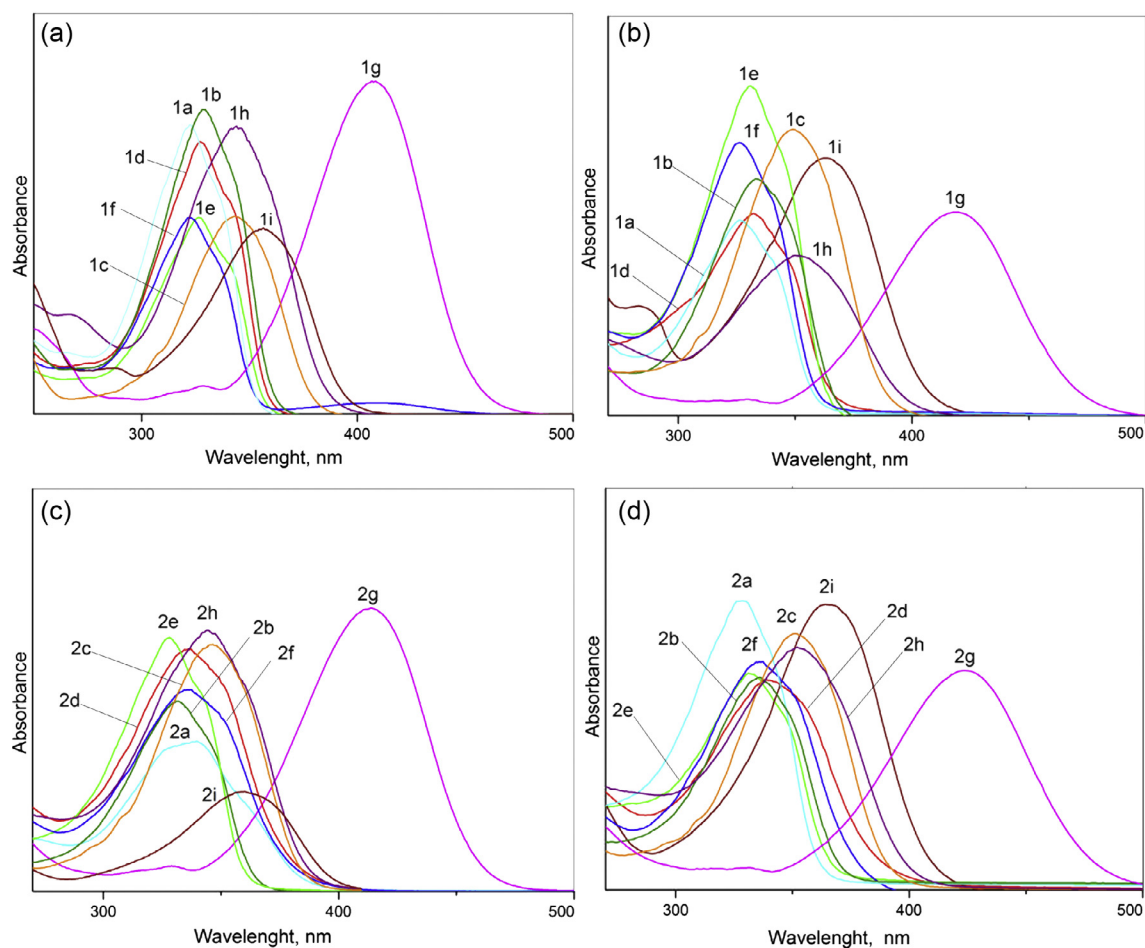 (a)
1g
1b
1a
1h
1d
1f
1e
1i
1c
Absorbance
300
400
500
Wavelenght, nm
(b)
1e
1c
1f
1i
1b
1g
1a
1h
1d
Absorbance
300
400
500
Wavelenght, nm
(c)
2g
2e
2h
2b
2c
2f
2d
2a
2i
Absorbance
300
400
500
Wavelenght, nm
(d)
2a
2i
2c
2d
2b
2f
2h
2g
2e
Absorbance
300
400
500
Wavelenght, nm